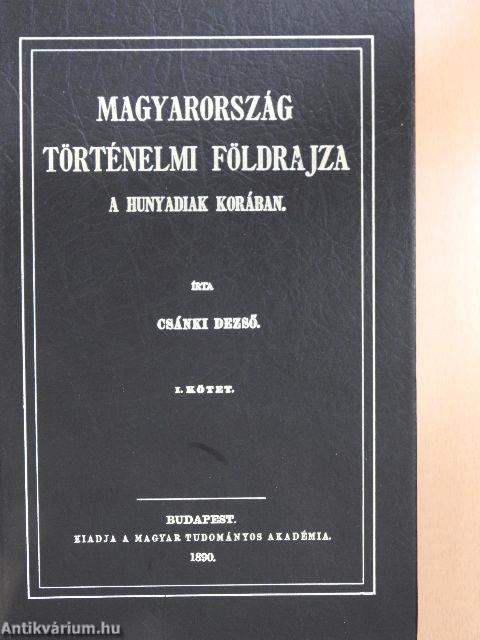 MAGYARORSZÁG
TÖRTÉNELMI FÖLDRAJZA
A HUNYADIAK KORÁBAN.
ÍRTA
CSÁNKI DEZSŐ.
I. KÖTET.
BUDAPEST.
KIADJA A MAGYAR TUDOMÁNYOS AKADÉMIA.
1890.
Antikvárium.hu